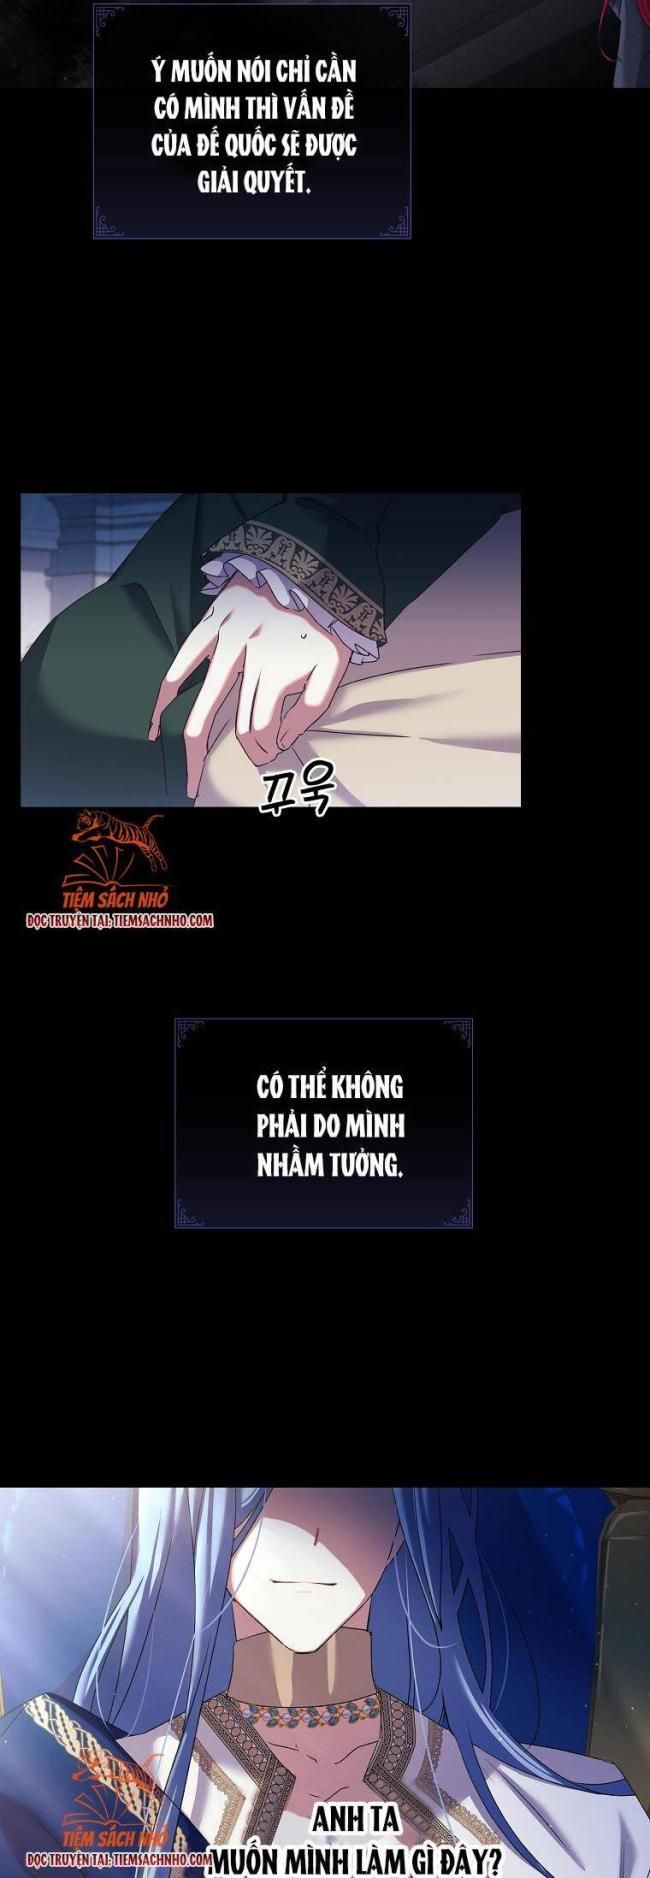 Ý MUỐN NÓI CHỈ CẦN
CÓ MÌNH THÌ VẤN ĐỀ
CỦA ĐẾ QUỐC SẼ ĐƯỢC
GIẢI QUYẾT.
꾸욱
TIỆM SÁCH NHỎ
ĐỌC TRUYỆN TẠI: TIEMSACHNHO.COM
CÓ THỂ KHÔNG
PHẢI DO MÌNH
NHẦM TƯỞNG.
ANH TA
MUỐN MÌNH LÀM GÌ ĐÂY?
TIỆM SÁCH NHỎ
ĐỌC TRUYỆN TẠI: TIEMSACHNHO.COM